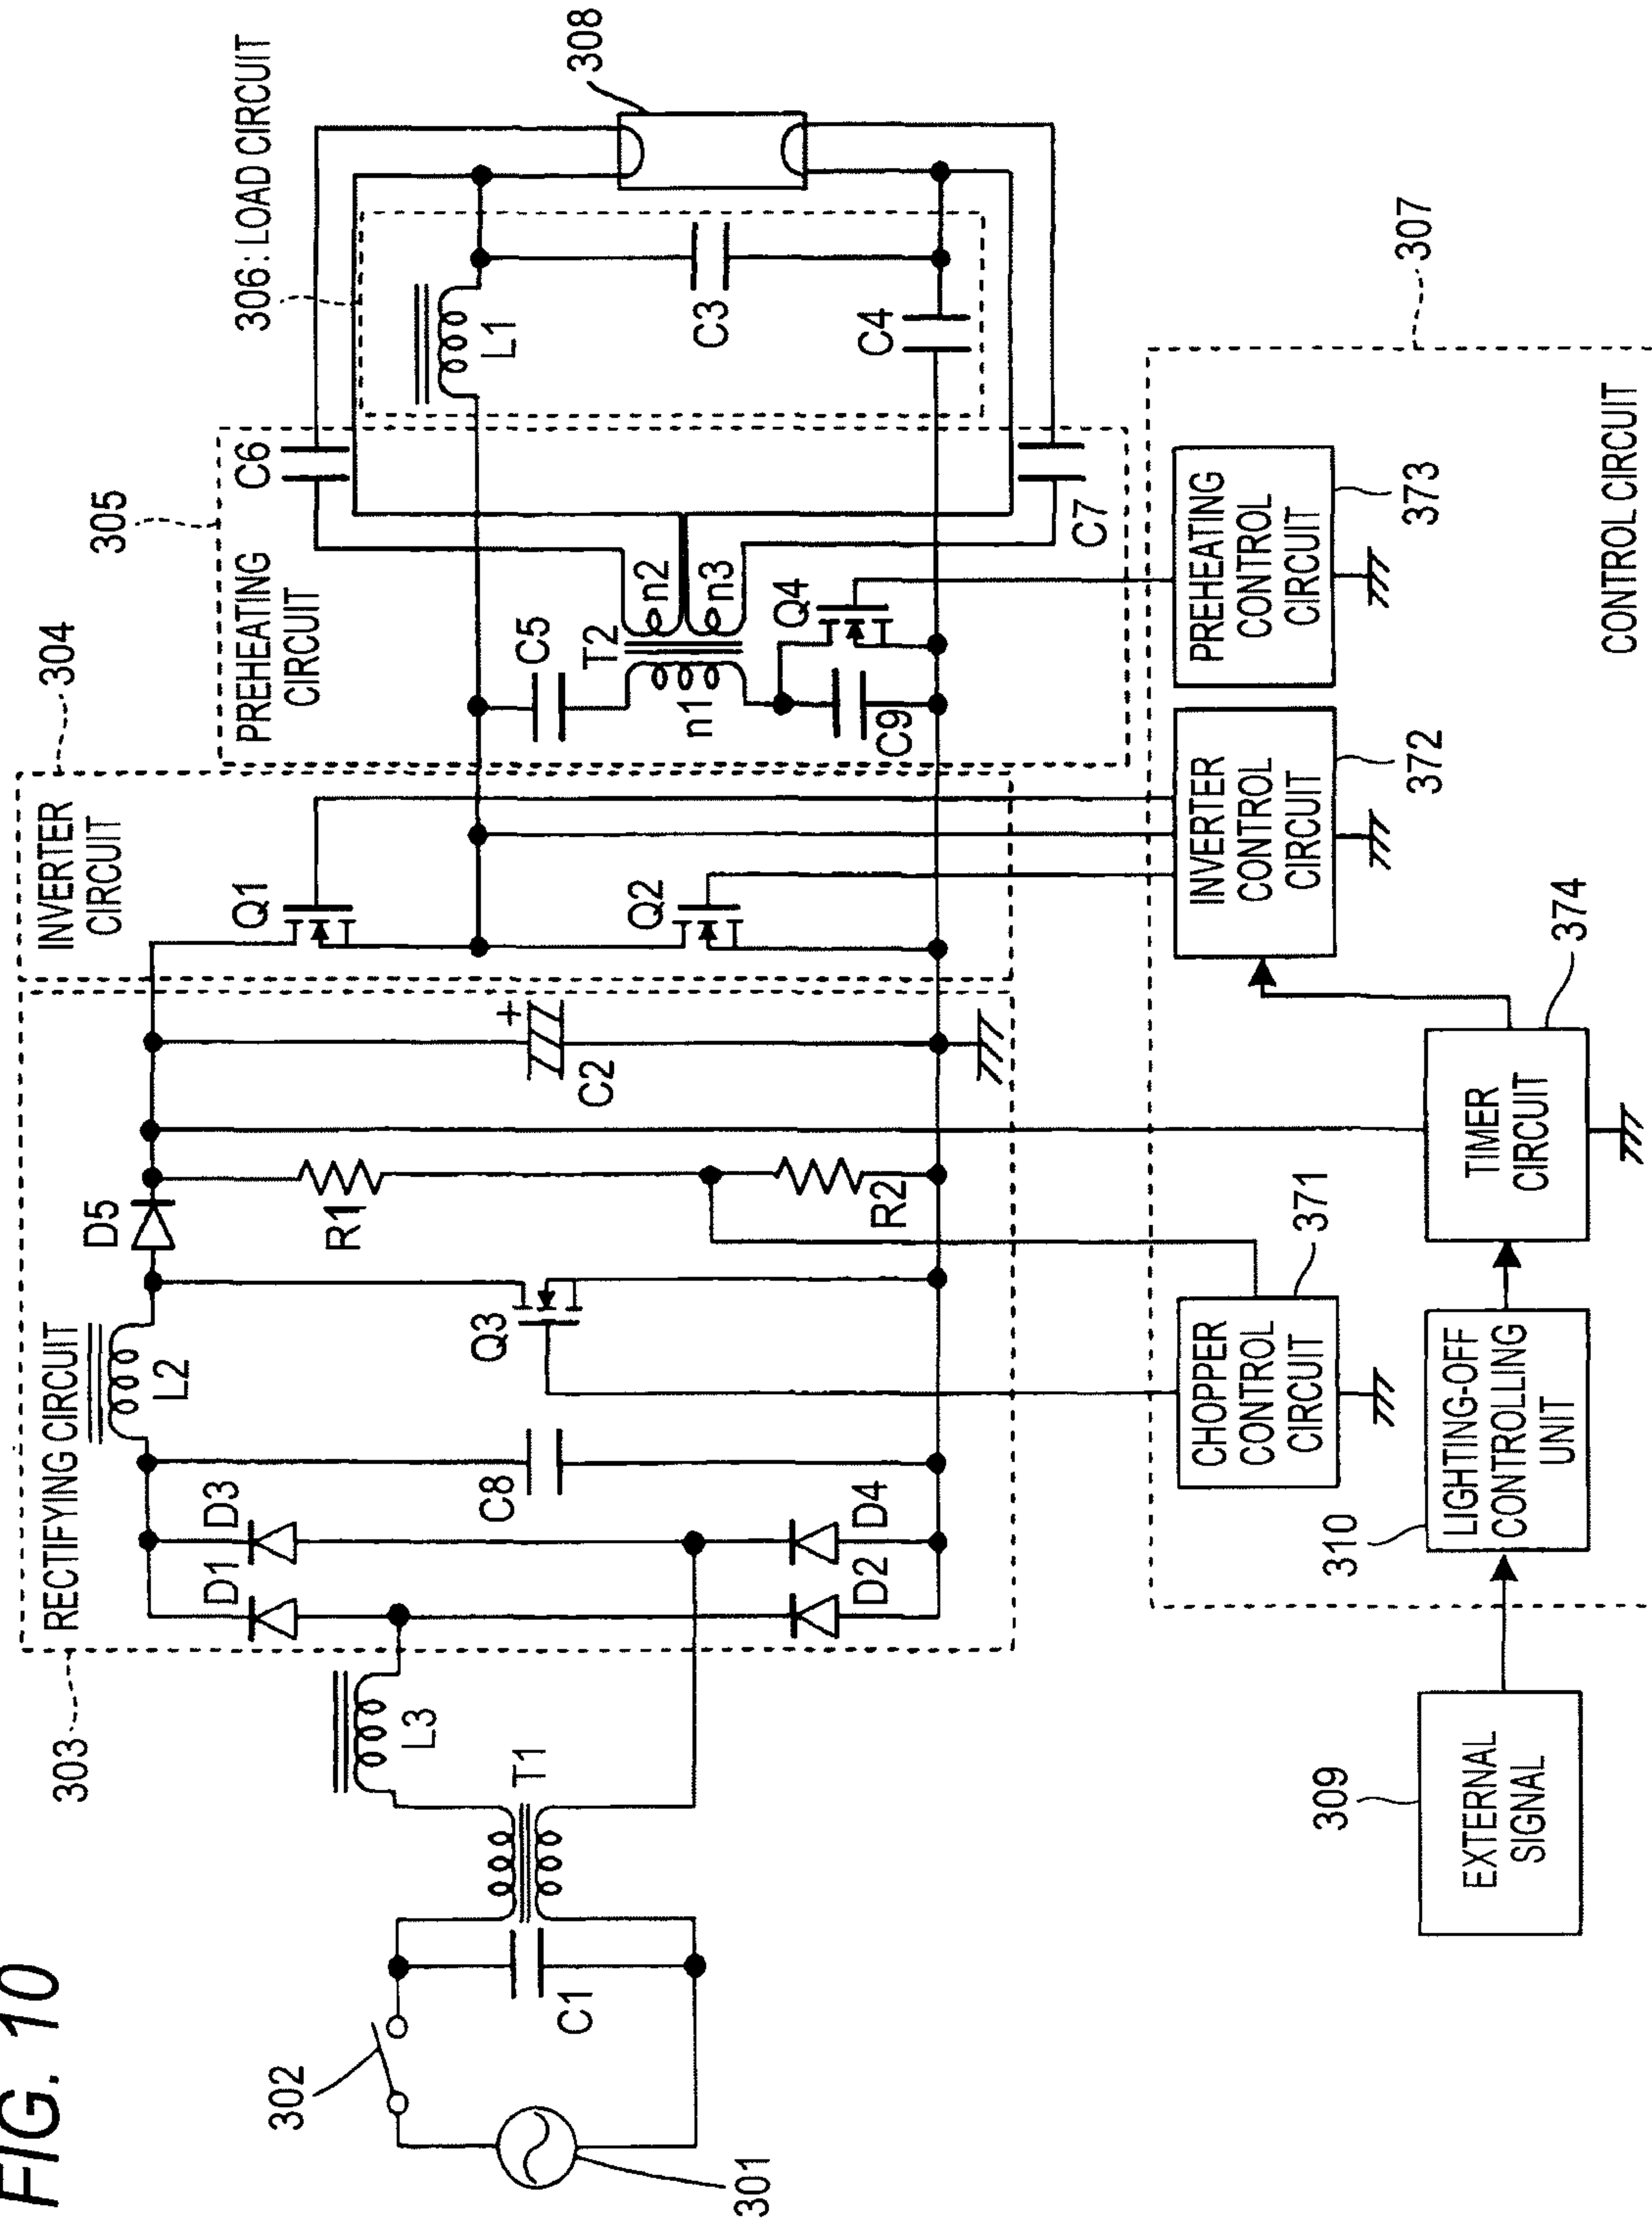 FIG. 10
303
RECTIFYING CIRCUIT
304
INVERTER
CIRCUIT
305
PREHEATING
CIRCUIT
306:LOAD CIRCUIT
308
302
301
C1
T1
L3
D1
D3
D2
D4
C8
L2
Q3
D5
R1
R2
+
C2
Q1
Q2
C5
T2
n1
n2
n3
C9
Q4
C6
C7
L1
C3
C4
307
CHOPPER
CONTROL
CIRCUIT
371
INVERTER
CONTROL
CIRCUIT
372
PREHEATING
CONTROL
CIRCUIT
373
CONTROL CIRCUIT
309
EXTERNAL
SIGNAL
310
LIGHTING-OFF
CONTROLLING
UNIT
TIMER
CIRCUIT
374